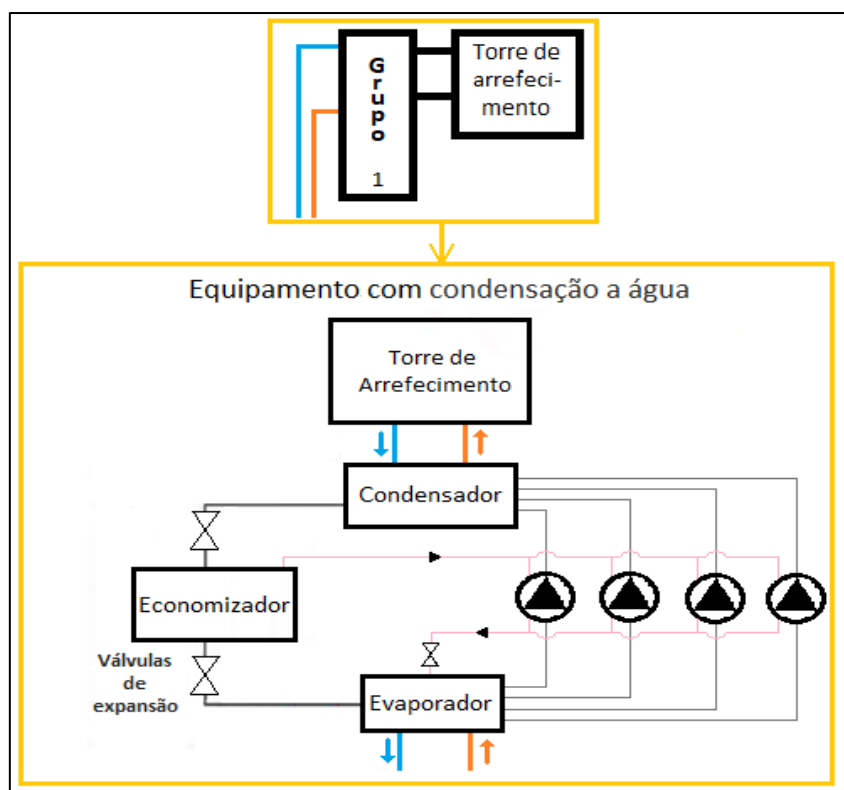 Grupo
1
Torre de
arrefeci-
mento
Equipamento com condensação a água
Torre de
Arrefecimento
Condensador
Economizador
Válvulas
de
expansão
Evaporador